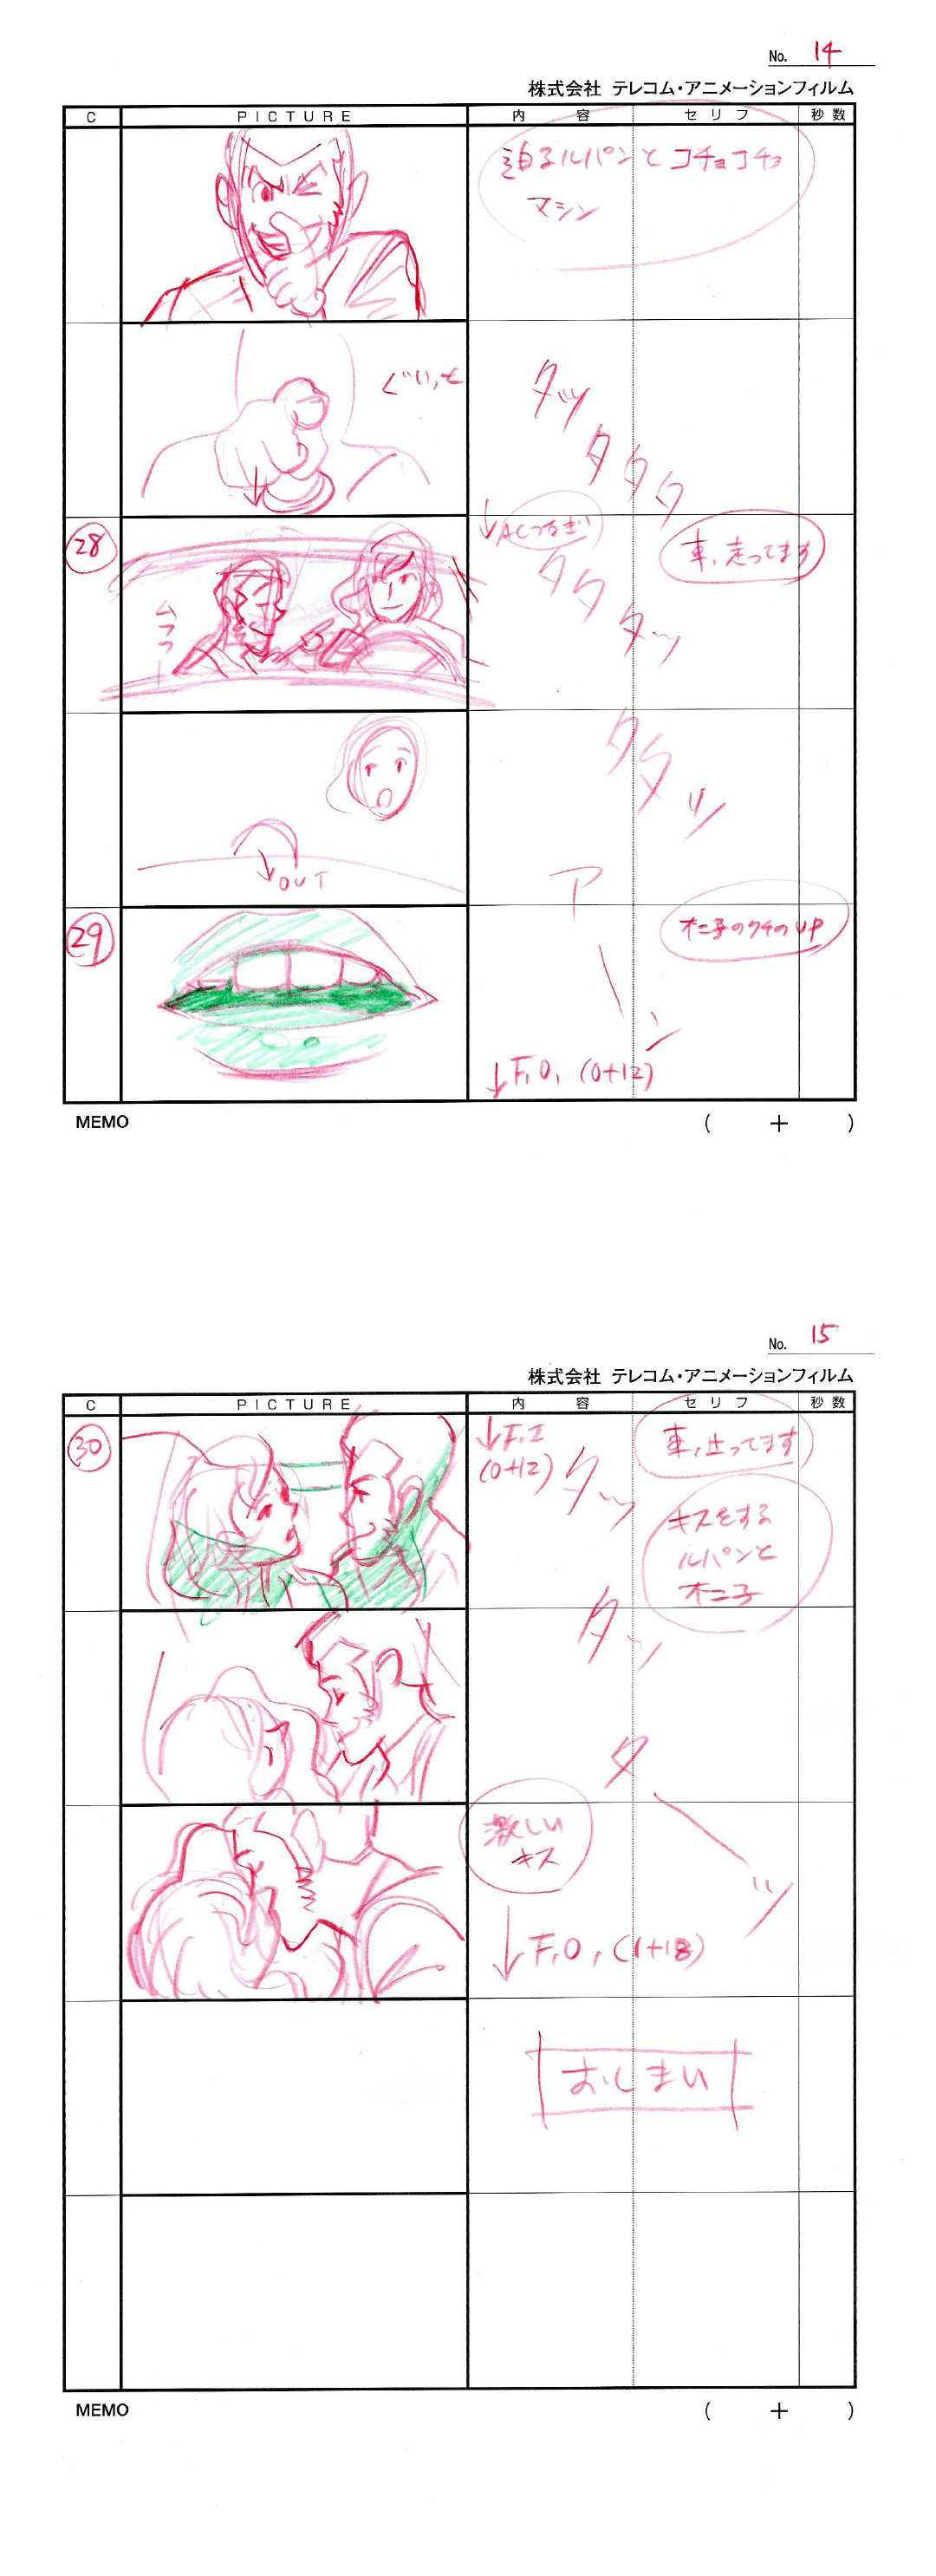 No. 14
株式会社 テレコム・アニメーションフィルム
C PICTURE 内容 セリフ 秒数
迫るルパンと コチョコチョ
マシン
ぐいっと
タッ
タタタ
28
↓ACつなぎ
車、走ってます
ムフフー
タタタッ
タタッ
↓OUT
ア
29
不二子のクチのUP
ーン
↓F.O. (0+12)
MEMO ( + )
No. 15
株式会社 テレコム・アニメーションフィルム
C PICTURE 内容 セリフ 秒数
30
↓F.I
(0+12)
タッ
車、止ってます
キスをする
ルパンと
不二子
タッ
タ
激しい
キス
ーッ
↓F.O. (1+18)
おしまい
MEMO ( + )